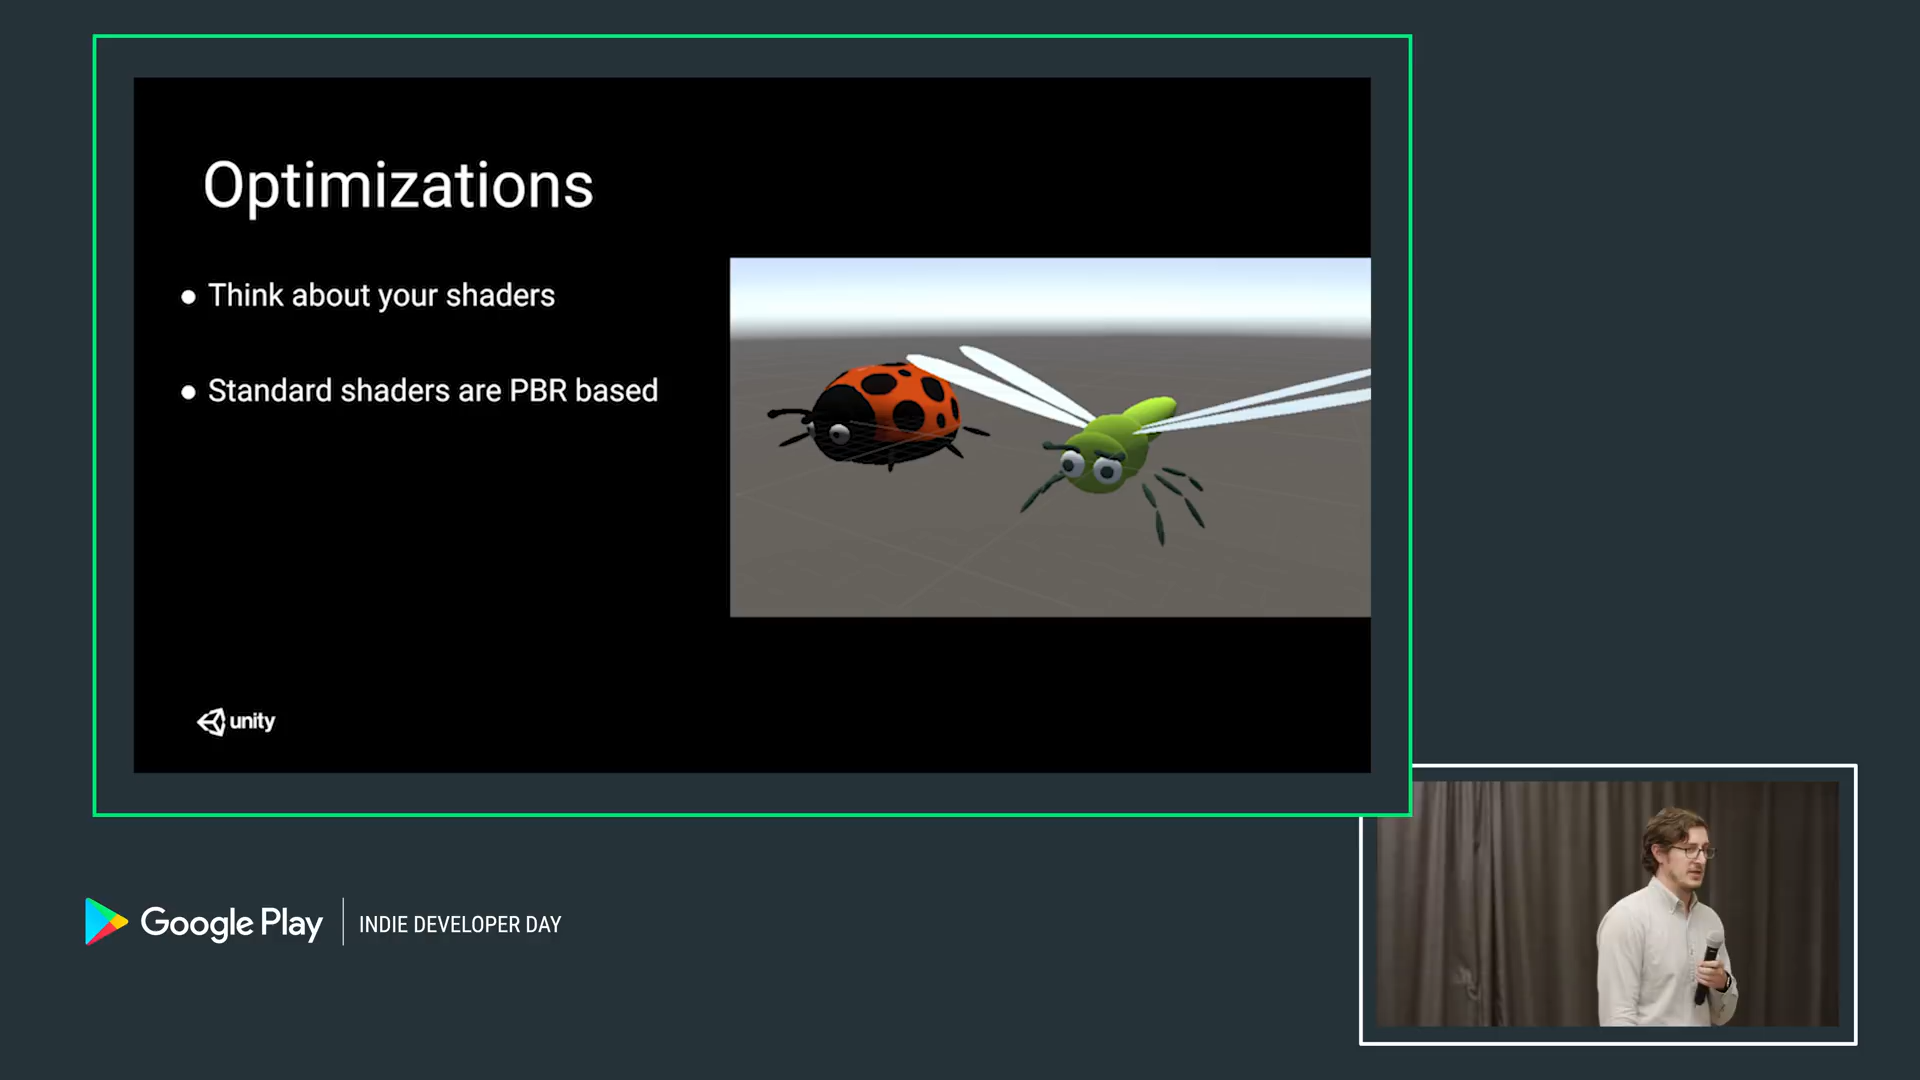 Optimizations
● Think about your shaders
● Standard shaders are PBR based
unity
Google Play | INDIE DEVELOPER DAY